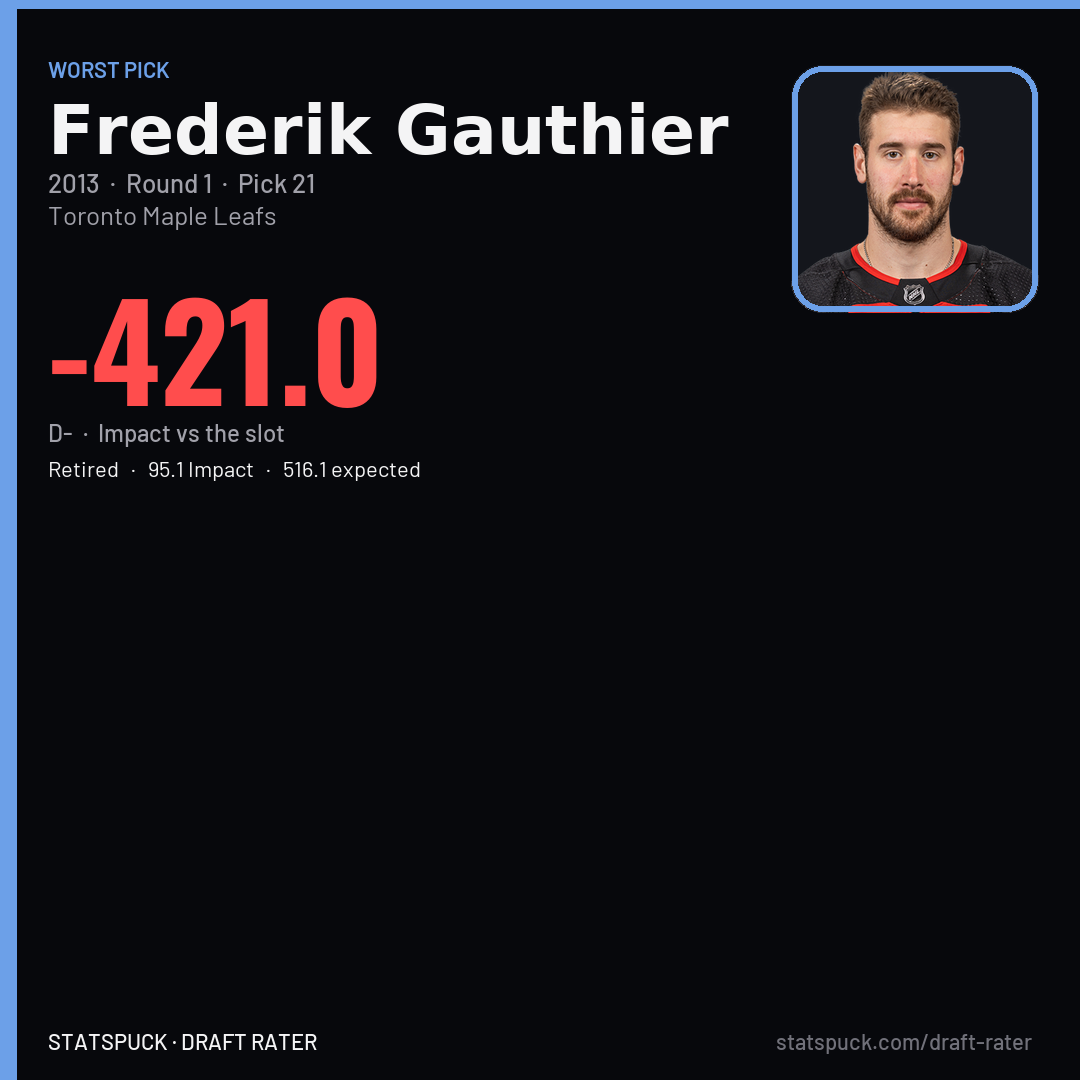 WORST PICK
Frederik Gauthier
2013 · Round 1 · Pick 21
Toronto Maple Leafs
-421.0
D- · Impact vs the slot
Retired · 95.1 Impact · 516.1 expected
STATSPUCK · DRAFT RATER
statspuck.com/draft-rater